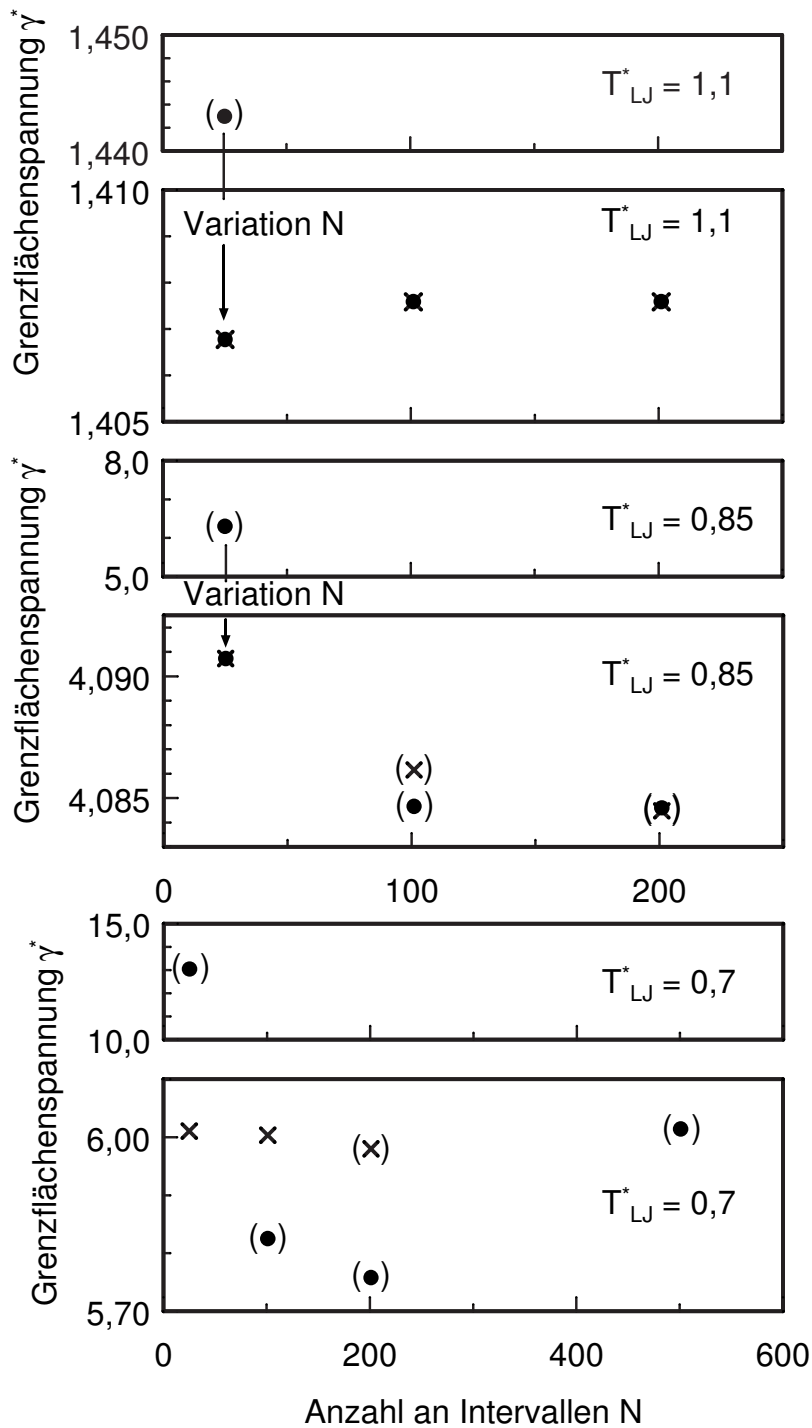 Grenzflächenspannung γ*
1,450
1,440
( )
T*LJ = 1,1
1,410
1,405
Variation N
T*LJ = 1,1
Grenzflächenspannung γ*
8,0
5,0
( )
T*LJ = 0,85
Variation N
4,090
4,085
T*LJ = 0,85
( )
( )
( )
0 100 200
Grenzflächenspannung γ*
15,0
10,0
( )
T*LJ = 0,7
6,00
5,70
( )
( )
( )
( )
T*LJ = 0,7
0 200 400 600
Anzahl an Intervallen N